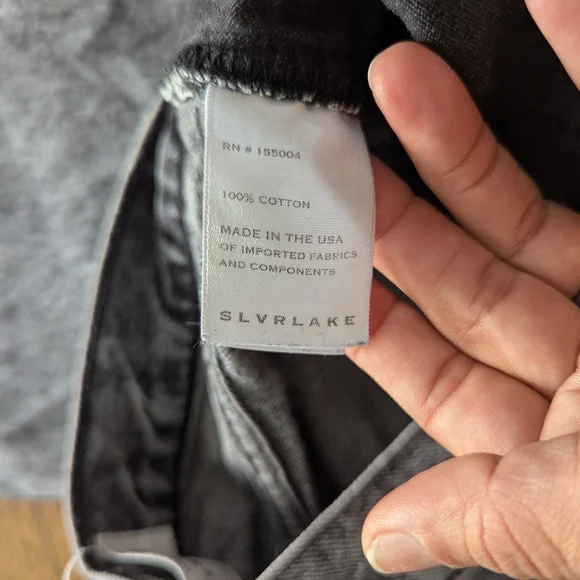 RN # 155004
100% COTTON
MADE IN THE USA
OF IMPORTED FABRICS
AND COMPONENTS
SLVRLAKE